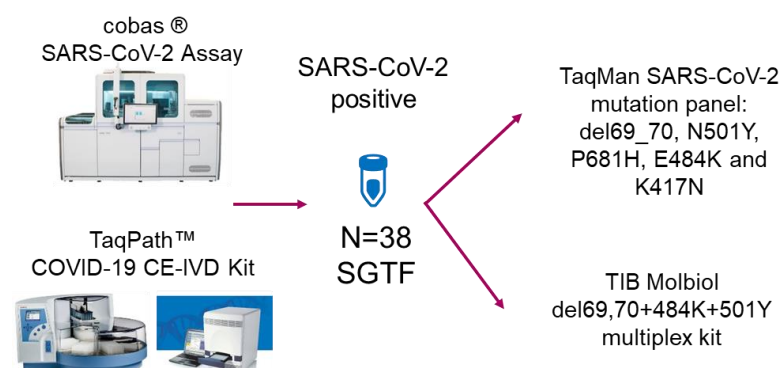 cobas ®
SARS-CoV-2 Assay
SARS-CoV-2
positive
TaqMan SARS-CoV-2
mutation panel:
del69_70, N501Y,
P681H, E484K and
K417N
TaqPath™
COVID-19 CE-IVD Kit
N=38
SGTF
TIB Molbiol
del69,70+484K+501Y
multiplex kit